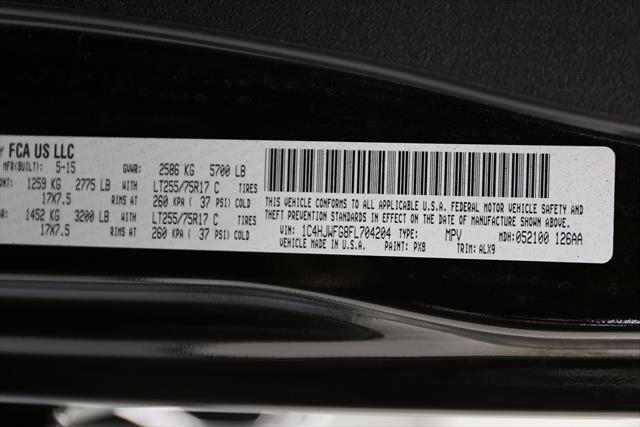 Y FCA US LLC
MFR(BUILT): 5-15 GVWR: 2586 KG 5700 LB
ONT: 1259 KG 2775 LB WITH LT255/75R17 C TIRES
17X7.5 RIMS AT 260 KPA ( 37 PSI) COLD
AR: 1452 KG 3200 LB WITH LT255/75R17 C TIRES
17X7.5 RIMS AT 260 KPA ( 37 PSI) COLD
THIS VEHICLE CONFORMS TO ALL APPLICABLE U.S.A. FEDERAL MOTOR VEHICLE SAFETY AND
THEFT PREVENTION STANDARDS IN EFFECT ON THE DATE OF MANUFACTURE SHOWN ABOVE.
VIN: 1C4HJWFG8FL704204 TYPE: MPV MDH: 052100 126AA
MADE IN U.S.A. PAINT: PX8 TRIM: ALX9